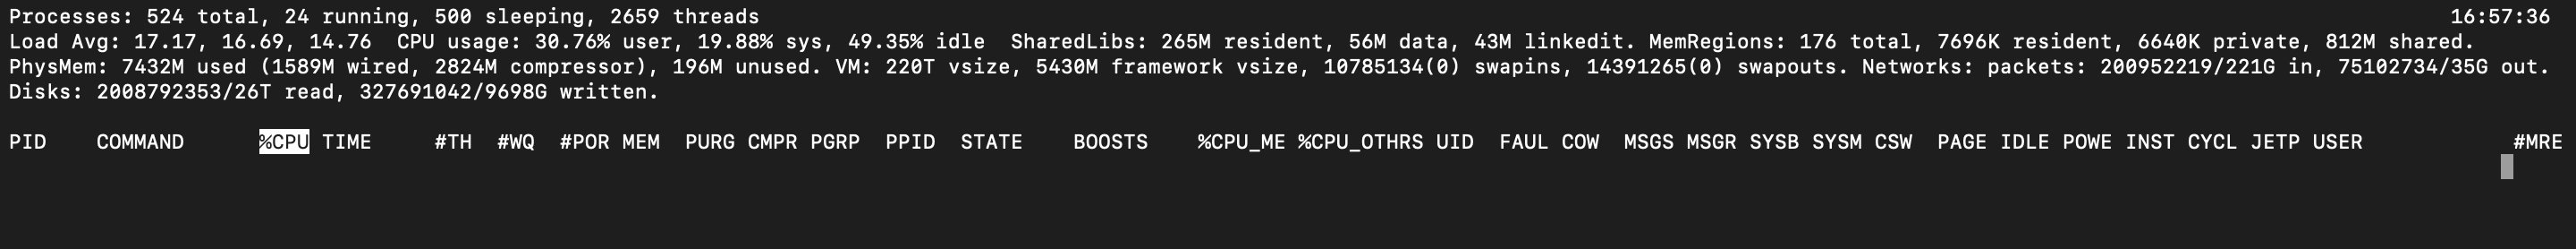 Processes: 524 total, 24 running, 500 sleeping, 2659 threads 16:57:36
Load Avg: 17.17, 16.69, 14.76  CPU usage: 30.76% user, 19.88% sys, 49.35% idle  SharedLibs: 265M resident, 56M data, 43M linkedit. MemRegions: 176 total, 7696K resident, 6640K private, 812M shared.
PhysMem: 7432M used (1589M wired, 2824M compressor), 196M unused. VM: 220T vsize, 5430M framework vsize, 10785134(0) swapins, 14391265(0) swapouts. Networks: packets: 200952219/221G in, 75102734/35G out.
Disks: 2008792353/26T read, 327691042/9698G written.
PID COMMAND %CPU TIME #TH #WQ #POR MEM PURG CMPR PGRP PPID STATE BOOSTS %CPU_ME %CPU_OTHRS UID FAUL COW MSGS MSGR SYSB SYSM CSW PAGE IDLE POWE INST CYCL JETP USER #MRE